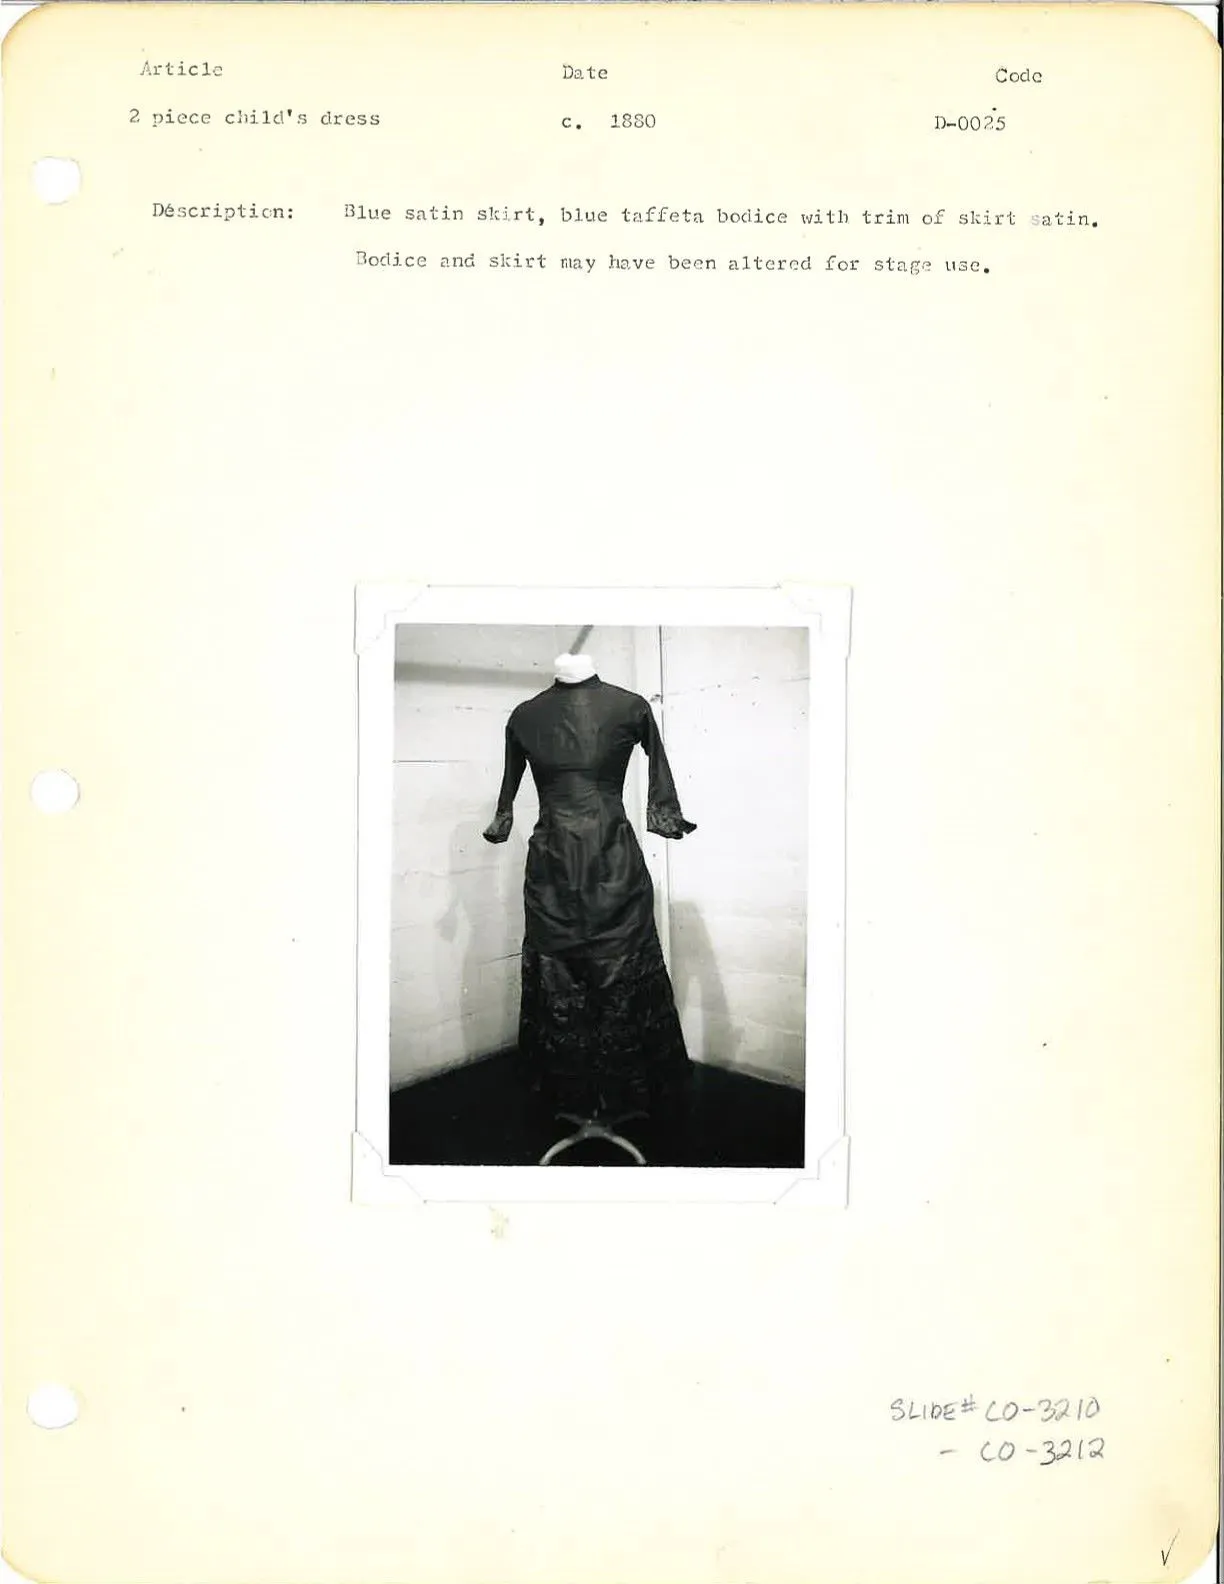 Article Date Code
2 piece child's dress c. 1880 D-0025
Déscription: Blue satin skirt, blue taffeta bodice with trim of skirt satin.
Bodice and skirt may have been altered for stage use.
SLIDE# CO-3210
- CO-3212